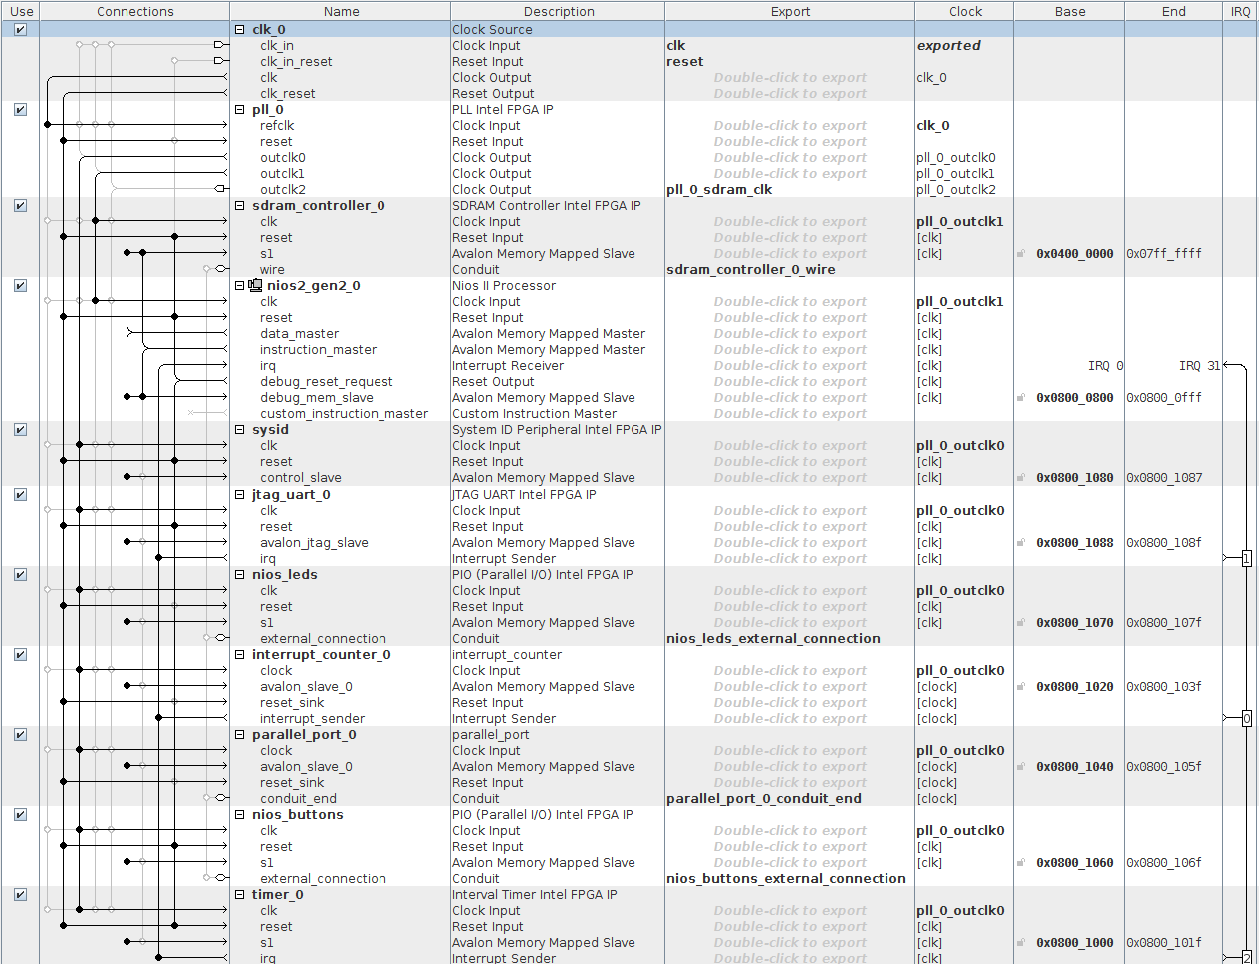 Use Connections Name Description Export Clock Base End IRQ
clk_0 Clock Source
clk_in Clock Input clk exported
clk_in_reset Reset Input reset
clk Clock Output Double-click to export clk_0
clk_reset Reset Output Double-click to export
pll_0 PLL Intel FPGA IP
refclk Clock Input Double-click to export clk_0
reset Reset Input Double-click to export
outclk0 Clock Output Double-click to export pll_0_outclk0
outclk1 Clock Output Double-click to export pll_0_outclk1
outclk2 Clock Output pll_0_sdram_clk pll_0_outclk2
sdram_controller_0 SDRAM Controller Intel FPGA IP
clk Clock Input Double-click to export pll_0_outclk1
reset Reset Input Double-click to export [clk]
s1 Avalon Memory Mapped Slave Double-click to export [clk] 0x0400_0000 0x07ff_ffff
wire Conduit sdram_controller_0_wire
nios2_gen2_0 Nios II Processor
clk Clock Input Double-click to export pll_0_outclk1
reset Reset Input Double-click to export [clk]
data_master Avalon Memory Mapped Master Double-click to export [clk]
instruction_master Avalon Memory Mapped Master Double-click to export [clk]
irq Interrupt Receiver Double-click to export [clk] IRQ 0 IRQ 31
debug_reset_request Reset Output Double-click to export [clk]
debug_mem_slave Avalon Memory Mapped Slave Double-click to export [clk] 0x0800_0800 0x0800_0fff
custom_instruction_master Custom Instruction Master Double-click to export
sysid System ID Peripheral Intel FPGA IP
clk Clock Input Double-click to export pll_0_outclk0
reset Reset Input Double-click to export [clk]
control_slave Avalon Memory Mapped Slave Double-click to export [clk] 0x0800_1080 0x0800_1087
jtag_uart_0 JTAG UART Intel FPGA IP
clk Clock Input Double-click to export pll_0_outclk0
reset Reset Input Double-click to export [clk]
avalon_jtag_slave Avalon Memory Mapped Slave Double-click to export [clk] 0x0800_1088 0x0800_108f
irq Interrupt Sender Double-click to export [clk] 1
nios_leds PIO (Parallel I/O) Intel FPGA IP
clk Clock Input Double-click to export pll_0_outclk0
reset Reset Input Double-click to export [clk]
s1 Avalon Memory Mapped Slave Double-click to export [clk] 0x0800_1070 0x0800_107f
external_connection Conduit nios_leds_external_connection
interrupt_counter_0 interrupt_counter
clock Clock Input Double-click to export pll_0_outclk0
avalon_slave_0 Avalon Memory Mapped Slave Double-click to export [clock] 0x0800_1020 0x0800_103f
reset_sink Reset Input Double-click to export [clock]
interrupt_sender Interrupt Sender Double-click to export [clock] 0
parallel_port_0 parallel_port
clock Clock Input Double-click to export pll_0_outclk0
avalon_slave_0 Avalon Memory Mapped Slave Double-click to export [clock] 0x0800_1040 0x0800_105f
reset_sink Reset Input Double-click to export [clock]
conduit_end Conduit parallel_port_0_conduit_end [clock]
nios_buttons PIO (Parallel I/O) Intel FPGA IP
clk Clock Input Double-click to export pll_0_outclk0
reset Reset Input Double-click to export [clk]
s1 Avalon Memory Mapped Slave Double-click to export [clk] 0x0800_1060 0x0800_106f
external_connection Conduit nios_buttons_external_connection
timer_0 Interval Timer Intel FPGA IP
clk Clock Input Double-click to export pll_0_outclk0
reset Reset Input Double-click to export [clk]
s1 Avalon Memory Mapped Slave Double-click to export [clk] 0x0800_1000 0x0800_101f
irq Interrupt Sender Double-click to export [clk] 2